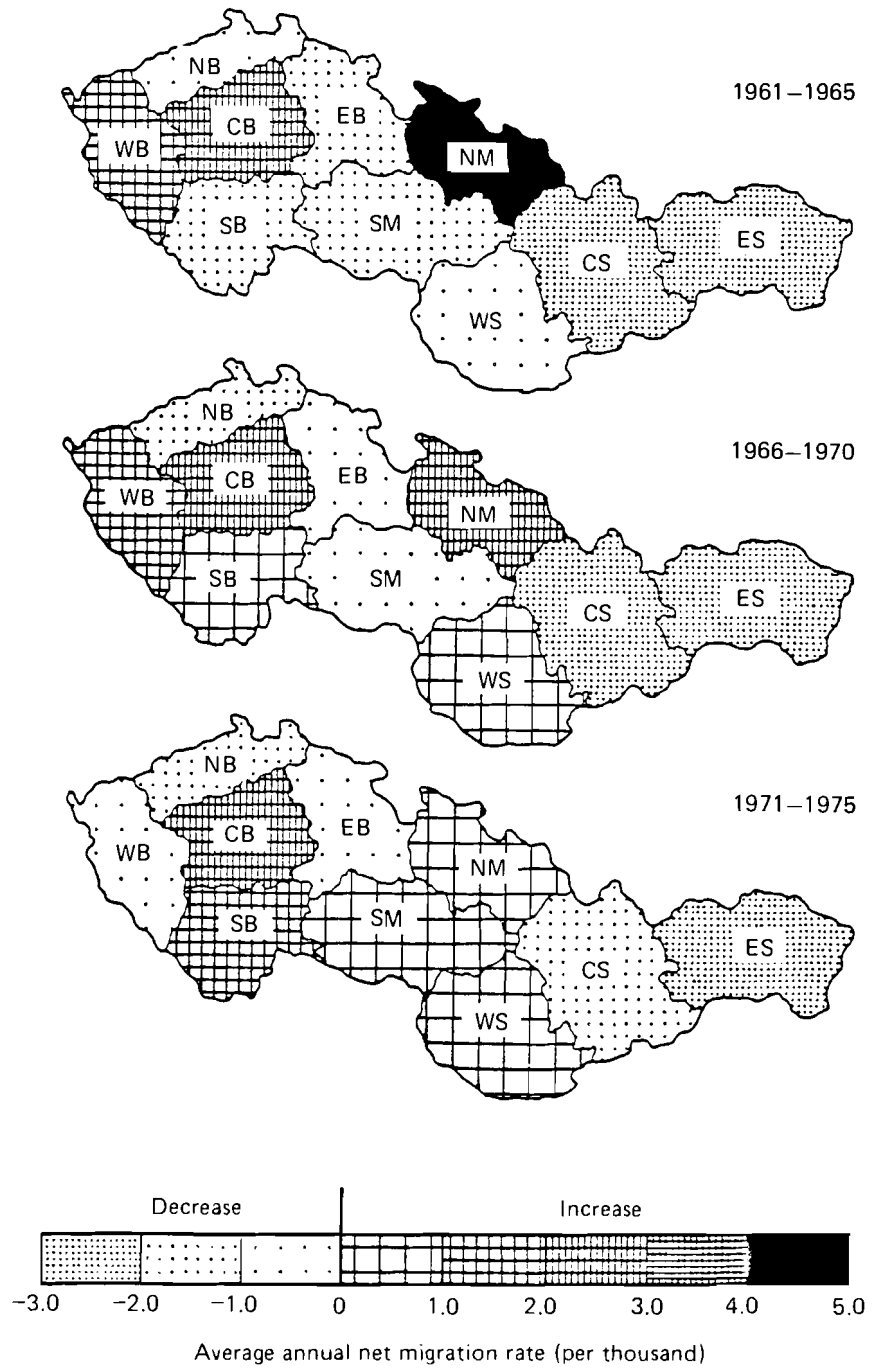 1961–1965
NB
CB
EB
WB
NM
SB
SM
ES
CS
WS
1966–1970
NB
CB
EB
WB
NM
SB
SM
ES
CS
WS
1971–1975
NB
CB
EB
WB
NM
SB
SM
ES
CS
WS
Decrease Increase
−3.0 −2.0 −1.0 0 1.0 2.0 3.0 4.0 5.0
Average annual net migration rate (per thousand)